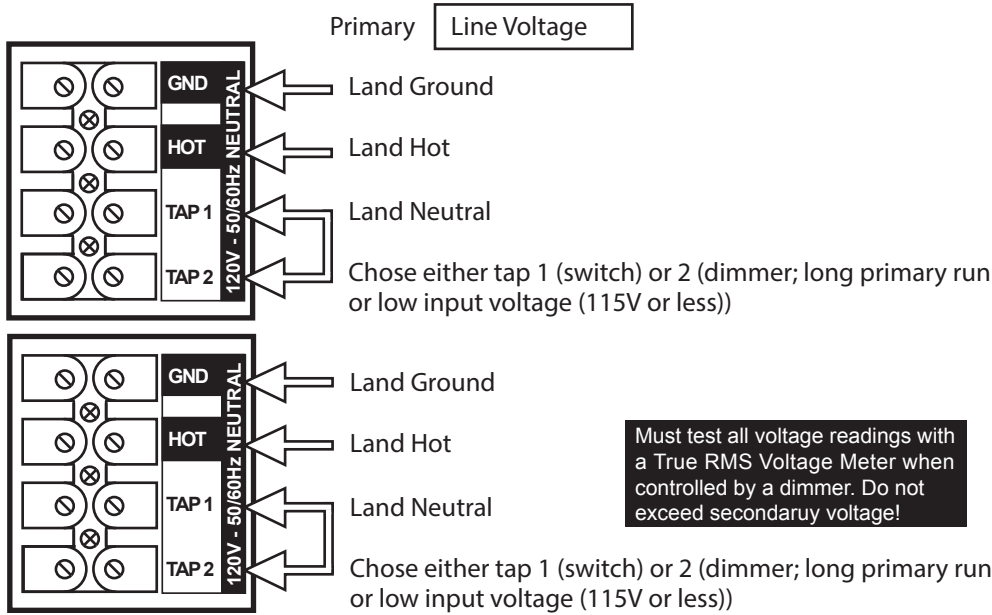 Primary Line Voltage
GND
HOT
TAP 1
TAP 2
120V - 50/60Hz NEUTRAL
Land Ground
Land Hot
Land Neutral
Chose either tap 1 (switch) or 2 (dimmer; long primary run
or low input voltage (115V or less))
GND
HOT
TAP 1
TAP 2
120V - 50/60Hz NEUTRAL
Land Ground
Land Hot
Land Neutral
Chose either tap 1 (switch) or 2 (dimmer; long primary run
or low input voltage (115V or less))
Must test all voltage readings with
a True RMS Voltage Meter when
controlled by a dimmer. Do not
exceed secondaruy voltage!